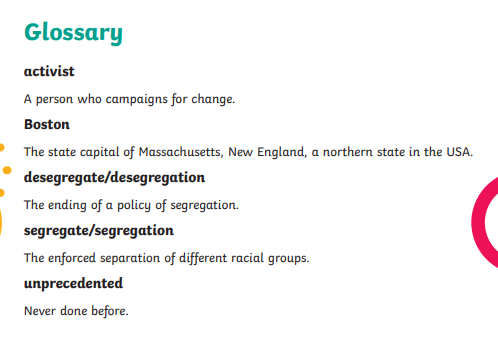 Glossary
activist
A person who campaigns for change.
Boston
The state capital of Massachusetts, New England, a northern state in the USA.
desegregate/desegregation
The ending of a policy of segregation.
segregate/segregation
The enforced separation of different racial groups.
unprecedented
Never done before.